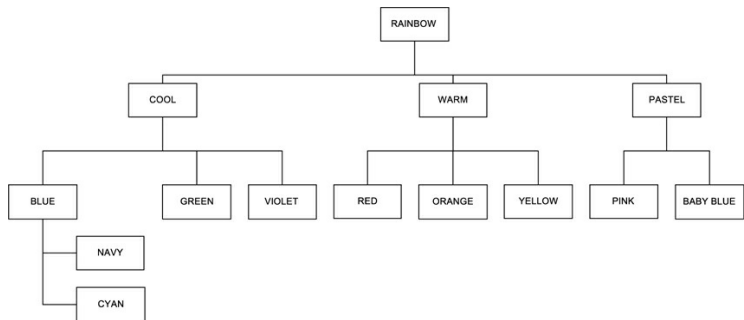 RAINBOW
COOL
WARM
PASTEL
BLUE
GREEN
VIOLET
RED
ORANGE
YELLOW
PINK
BABY BLUE
NAVY
CYAN